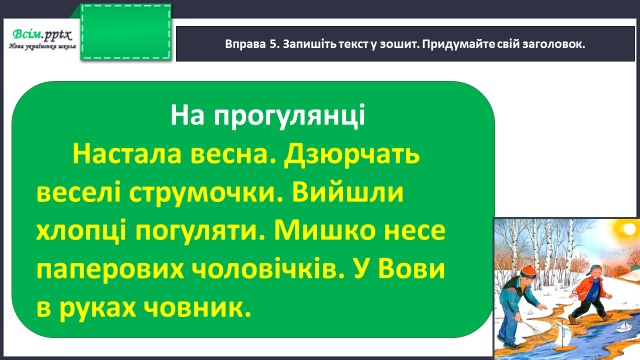 Всім.pptx
Нова українська школа
Вправа 5. Запишіть текст у зошит. Придумайте свій заголовок.
На прогулянці
Настала весна. Дзюрчать
веселі струмочки. Вийшли
хлопці погуляти. Мишко несе
паперових чоловічків. У Вови
в руках човник.